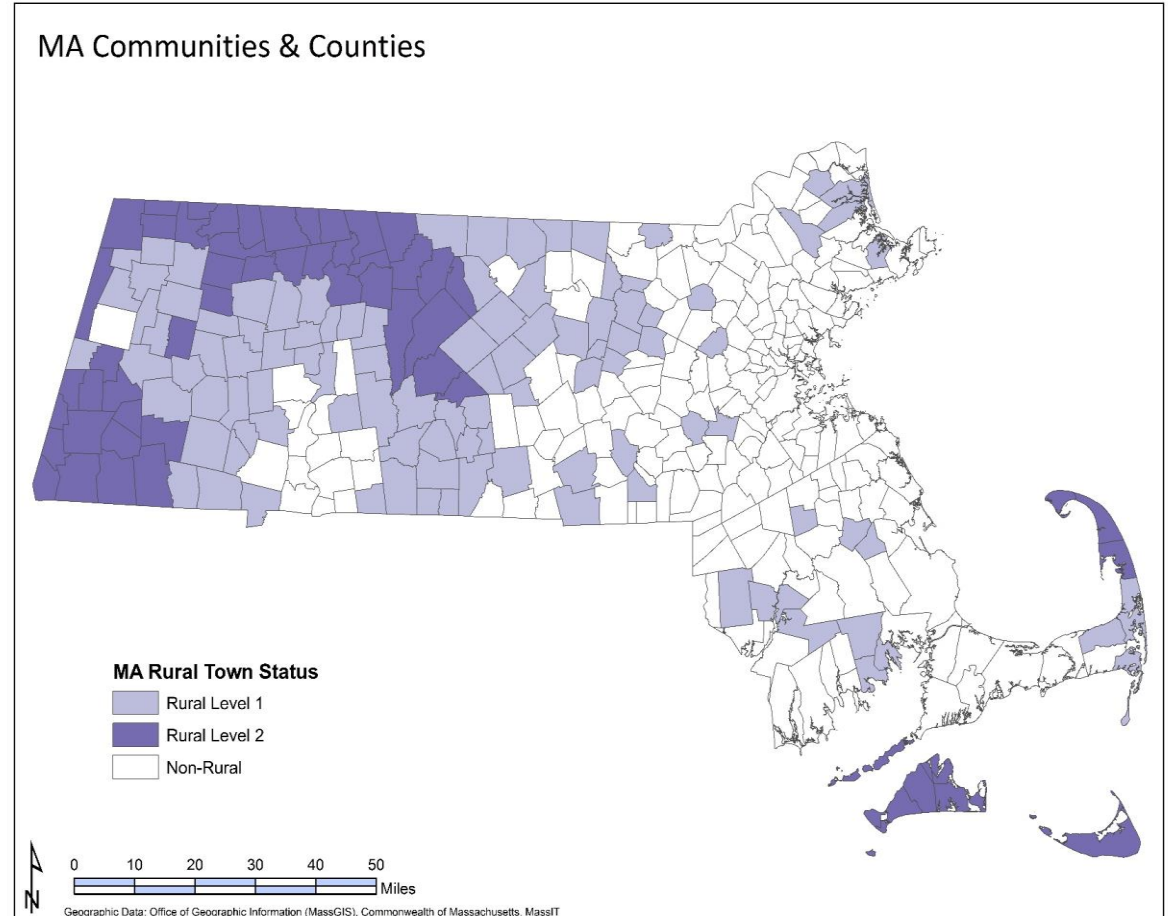 MA Communities & Counties
MA Rural Town Status
Rural Level 1
Rural Level 2
Non-Rural
N
0 10 20 30 40 50
Miles
Geographic Data: Office of Geographic Information (MassGIS), Commonwealth of Massachusetts, MassIT